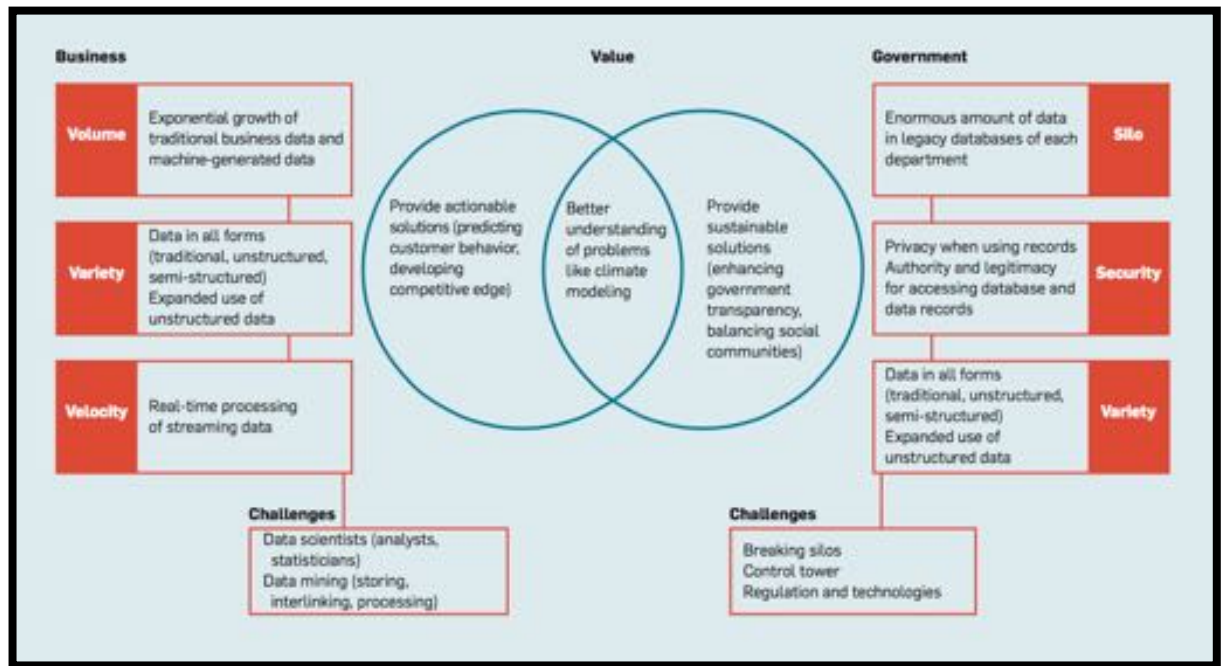 Business
Volume
Exponential growth of
traditional business data and
machine-generated data
Variety
Data in all forms
(traditional, unstructured,
semi-structured)
Expanded use of
unstructured data
Velocity
Real-time processing
of streaming data
Challenges
Data scientists (analysts,
statisticians)
Data mining (storing,
interlinking, processing)
Value
Provide actionable
solutions (predicting
customer behavior,
developing
competitive edge)
Better
understanding
of problems
like climate
modeling
Provide
sustainable
solutions
(enhancing
government
transparency,
balancing social
communities)
Government
Enormous amount of data
in legacy databases of each
department
Silo
Privacy when using records
Authority and legitimacy
for accessing database and
data records
Security
Data in all forms
(traditional, unstructured,
semi-structured)
Expanded use of
unstructured data
Variety
Challenges
Breaking silos
Control tower
Regulation and technologies